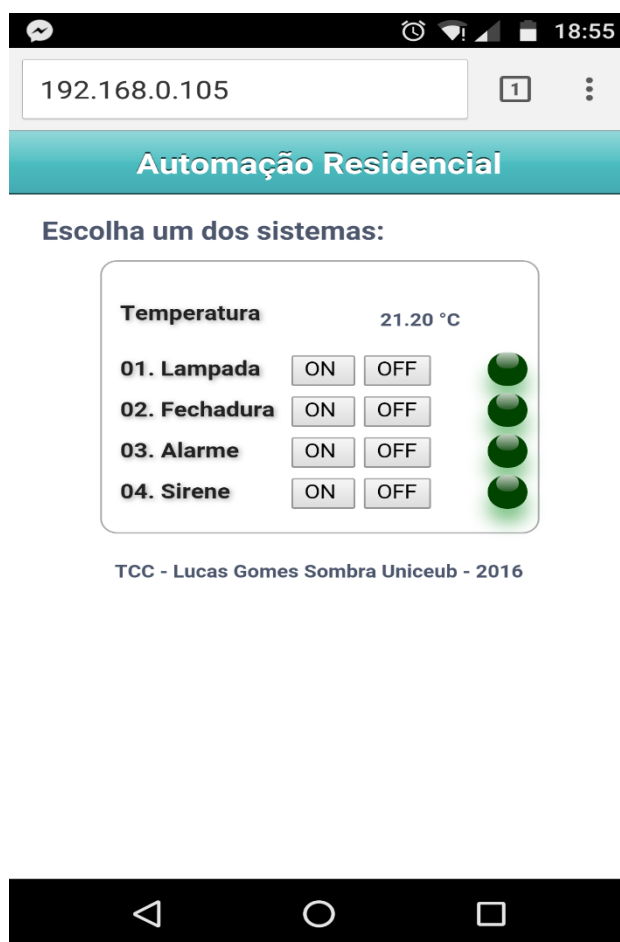 18:55
192.168.0.105
1
Automação Residencial
Escolha um dos sistemas:
Temperatura 21.20 °C
01. Lampada ON OFF
02. Fechadura ON OFF
03. Alarme ON OFF
04. Sirene ON OFF
TCC - Lucas Gomes Sombra Uniceub - 2016